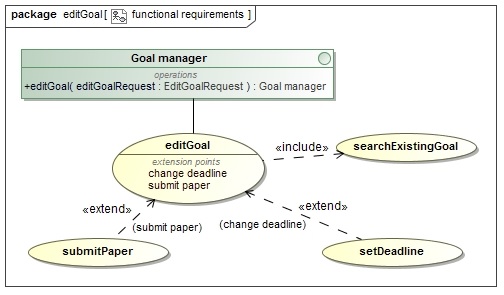 package editGoal[ functional requirements ]
Goal manager
operations
+editGoal( editGoalRequest : EditGoalRequest ) : Goal manager
editGoal
extension points
change deadline
submit paper
«include»
searchExistingGoal
«extend»
(submit paper)
«extend»
(change deadline)
submitPaper
setDeadline